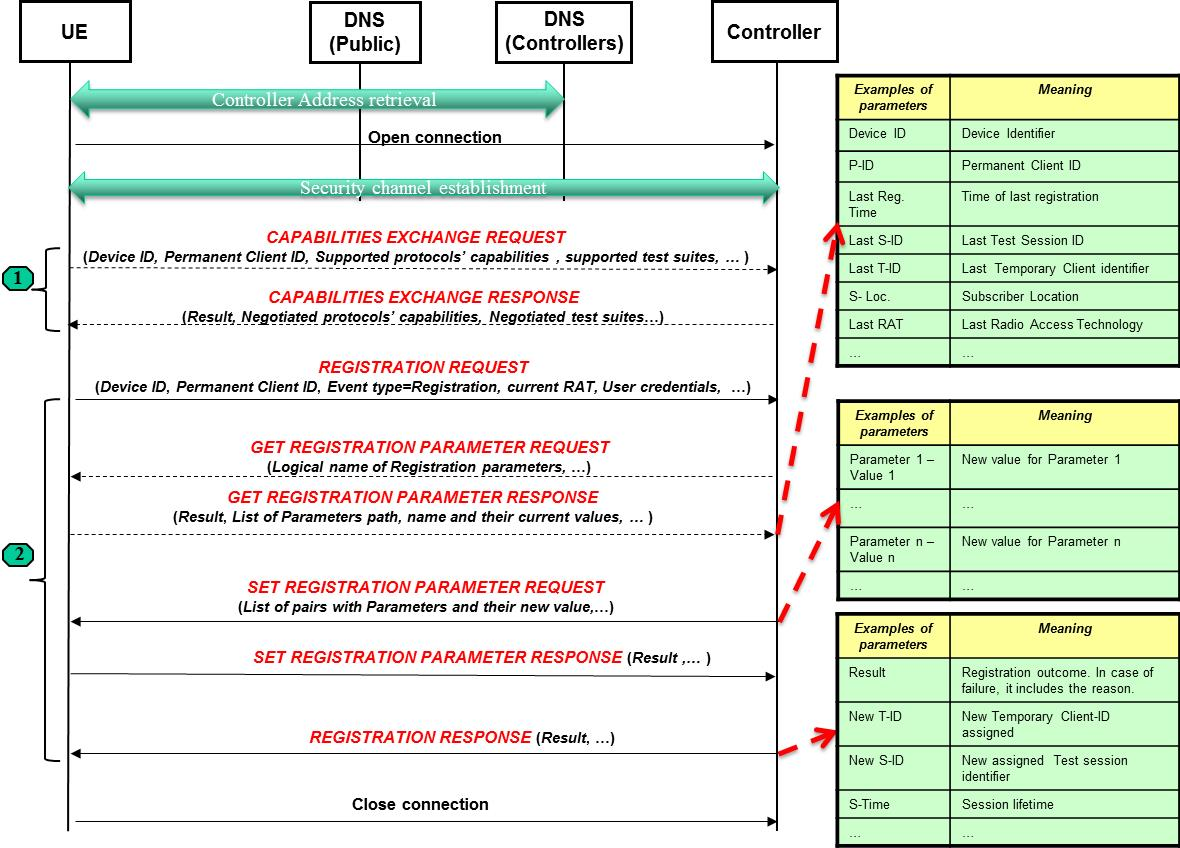 UE
DNS
(Public)
DNS
(Controllers)
Controller
Controller Address retrieval
Open connection
Security channel establishment
1
CAPABILITIES EXCHANGE REQUEST
(Device ID, Permanent Client ID, Supported protocols' capabilities , supported test suites, … )
CAPABILITIES EXCHANGE RESPONSE
(Result, Negotiated protocols' capabilities, Negotiated test suites…)
2
REGISTRATION REQUEST
(Device ID, Permanent Client ID, Event type=Registration, current RAT, User credentials, …)
GET REGISTRATION PARAMETER REQUEST
(Logical name of Registration parameters, …)
GET REGISTRATION PARAMETER RESPONSE
(Result, List of Parameters path, name and their current values, … )
SET REGISTRATION PARAMETER REQUEST
(List of pairs with Parameters and their new value,…)
SET REGISTRATION PARAMETER RESPONSE (Result ,… )
REGISTRATION RESPONSE (Result, …)
Close connection
Examples of
parameters
Meaning
Device ID
Device Identifier
P-ID
Permanent Client ID
Last Reg.
Time
Time of last registration
Last S-ID
Last Test Session ID
Last T-ID
Last Temporary Client identifier
S- Loc.
Subscriber Location
Last RAT
Last Radio Access Technology
…
…
Examples of
parameters
Meaning
Parameter 1 –
Value 1
New value for Parameter 1
…
…
Parameter n –
Value n
New value for Parameter n
…
…
Examples of
parameters
Meaning
Result
Registration outcome. In case of
failure, it includes the reason.
New T-ID
New Temporary Client-ID
assigned
New S-ID
New assigned Test session
identifier
S-Time
Session lifetime
…
…